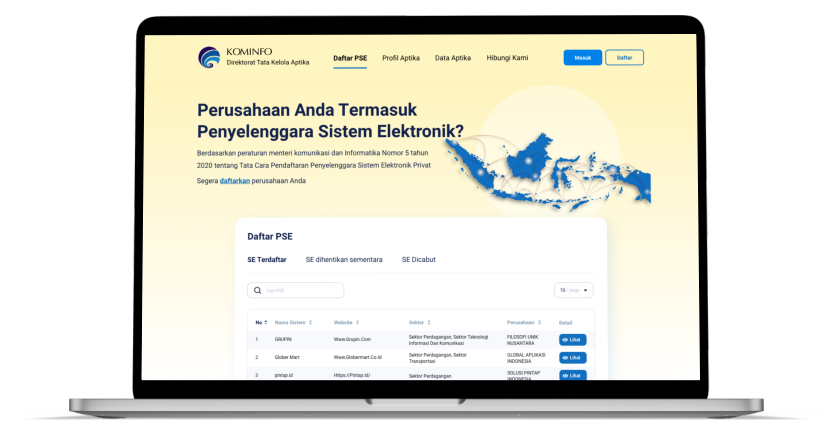 KOMINFO
Direktorat Tata Kelola Aptika
Daftar PSE
Profil Aptika
Data Aptika
Hibungi Kami
Masuk
Daftar
Perusahaan Anda Termasuk
Penyelenggara Sistem Elektronik?
Berdasarkan peraturan menteri komunikasi dan Informatika Nomor 5 tahun
2020 tentang Tata Cara Pendaftaran Penyelenggara Sistem Elektronik Privat
Segera daftarkan perusahaan Anda
Daftar PSE
SE Terdaftar
SE dihentikan sementara
SE Dicabut
Cari PSE
10
No
Nama Sistem
Website
Sektor
Perusahaan
Detail
1
GRUPIN
Www.Grupin.Com
Sektor Perdagangan, Sektor Teknologi
Informasi Dan Komunikasi
FILOSOFI UNIK
NUSANTARA
Lihat
2
Glober Mart
Www.Globermart.Co.Id
Sektor Perdagangan, Sektor
Transportasi
GLOBAL APLIKASI
INDONESIA
Lihat
3
pintap.id
Https://Pintap.Id/
Sektor Perdagangan
SOLUSI PINTAP
INDONESIA
Lihat